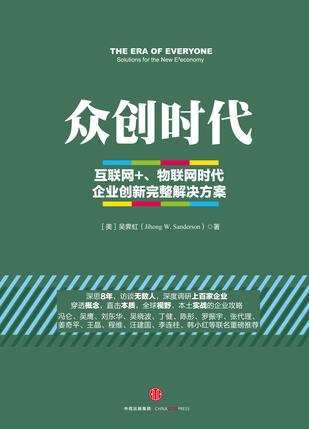 THE ERA OF EVERYONE
Solutions for the New E³economy
众创时代
互联网+、物联网时代
企业创新完整解决方案
[美] 吴霁虹 (Jihong W. Sanderson) ◎著
深思8年，访谈无数人，深度调研上百家企业
穿透概念，直击本质，全球视野，本土实战的企业攻略
冯仑、吴鹰、刘东华、吴晓波、丁健、陈彤、罗振宇、张代理、
姜奇平、王晶、程维、汪建国、李连柱、韩小红等联名重磅推荐
中信出版集团 CHINA CITIC PRESS